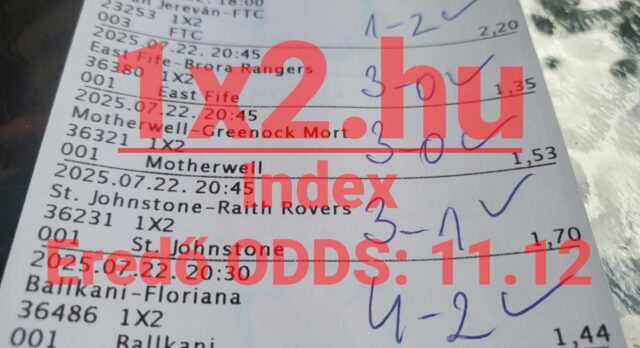 n Jereván-FTC
23253 1X2
003 FTC 2,20
1-2 ✓
2025.07.22. 20:45
East Fife-Brora Rangers
36380 1X2
001 East Fife 1,35
3-0 ✓
2025.07.22. 20:45
Motherwell-Greenock Mort
36321 1X2
001 Motherwell 1,53
3-0 ✓
2025.07.22. 20:45
St. Johnstone-Raith Rovers
36231 1X2
001 St. Johnstone 1,70
3-1 ✓
2025.07.22. 20:30
Ballkani-Floriana
36486 1X2
001 Ballkani 1,44
4-2 ✓
1x2.hu
Index
Eredő ODDS: 11.12